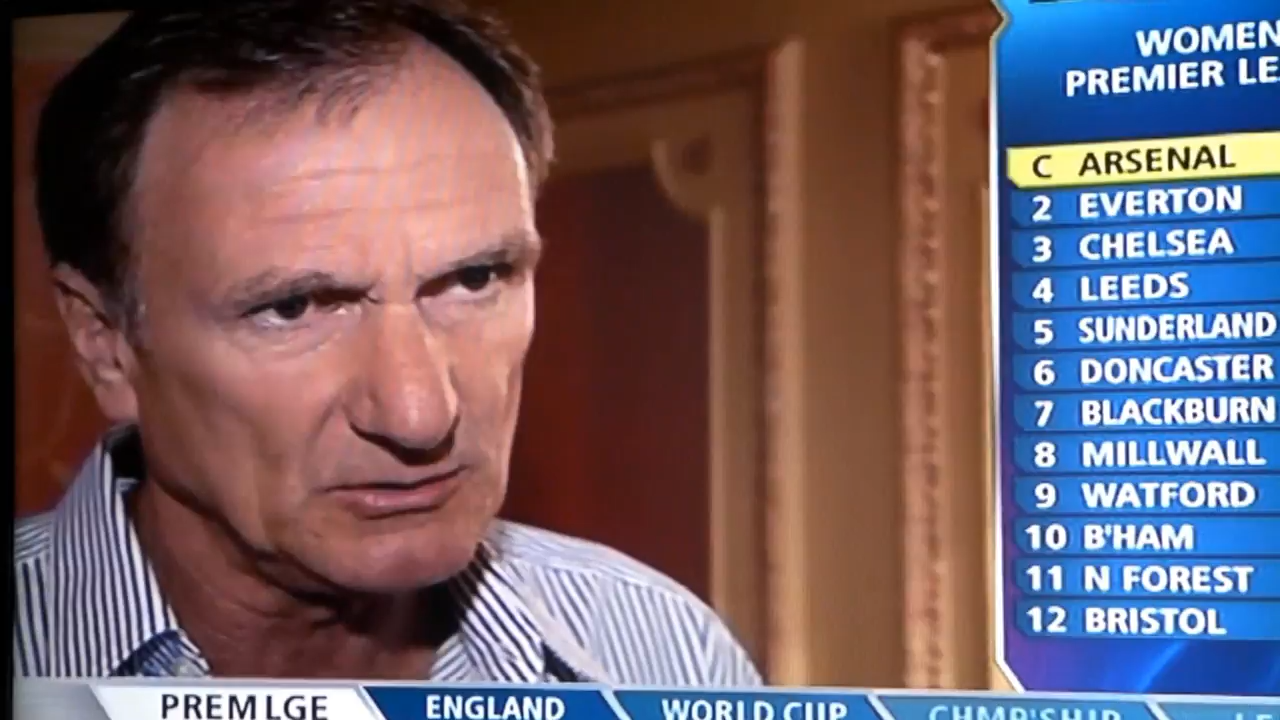 WOMEN
PREMIER LE
C ARSENAL
2 EVERTON
3 CHELSEA
4 LEEDS
5 SUNDERLAND
6 DONCASTER
7 BLACKBURN
8 MILLWALL
9 WATFORD
10 B'HAM
11 N FOREST
12 BRISTOL
PREM LGE ENGLAND WORLD CUP CHMP'SHIP LE